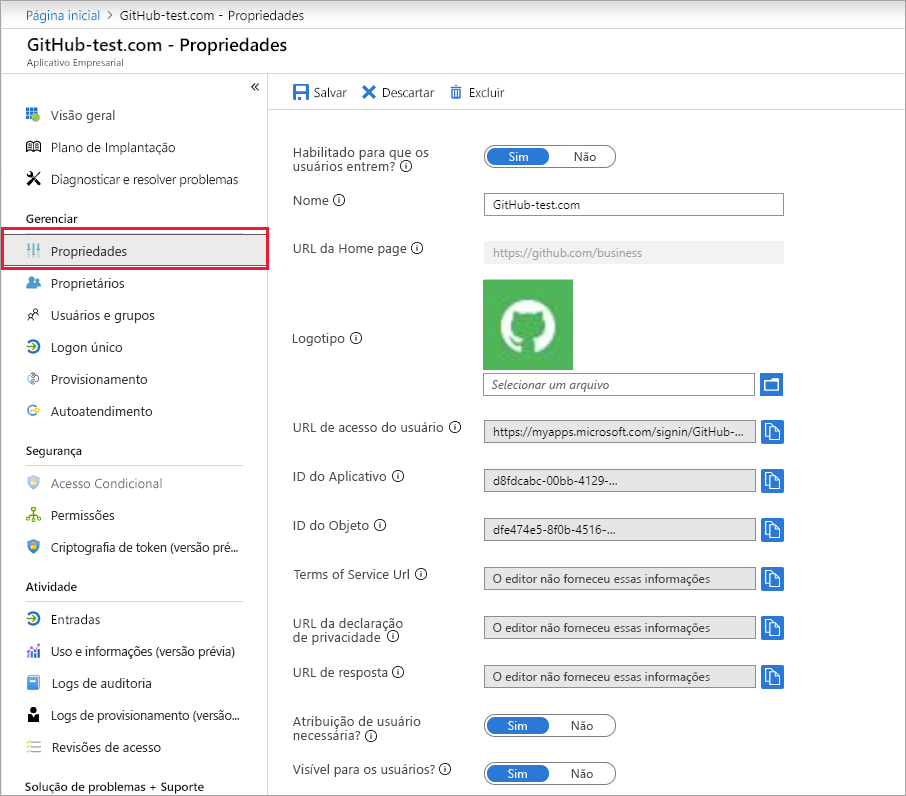 Página inicial > GitHub-test.com - Propriedades
GitHub-test.com - Propriedades
Aplicativo Empresarial
«
Visão geral
Plano de Implantação
Diagnosticar e resolver problemas
Gerenciar
Propriedades
Proprietários
Usuários e grupos
Logon único
Provisionamento
Autoatendimento
Segurança
Acesso Condicional
Permissões
Criptografia de token (versão pré...
Atividade
Entradas
Uso e informações (versão prévia)
Logs de auditoria
Logs de provisionamento (versão...
Revisões de acesso
Solução de problemas + Suporte
Salvar Descartar Excluir
Habilitado para que os
usuários entrem?
Sim Não
Nome
GitHub-test.com
URL da Home page
https://github.com/business
Logotipo
Selecionar um arquivo
URL de acesso do usuário
https://myapps.microsoft.com/signin/GitHub-...
ID do Aplicativo
d8fdcabc-00bb-4129-...
ID do Objeto
dfe474e5-8f0b-4516-...
Terms of Service Url
O editor não forneceu essas informações
URL da declaração
de privacidade
O editor não forneceu essas informações
URL de resposta
O editor não forneceu essas informações
Atribuição de usuário
necessária?
Sim Não
Visível para os usuários?
Sim Não